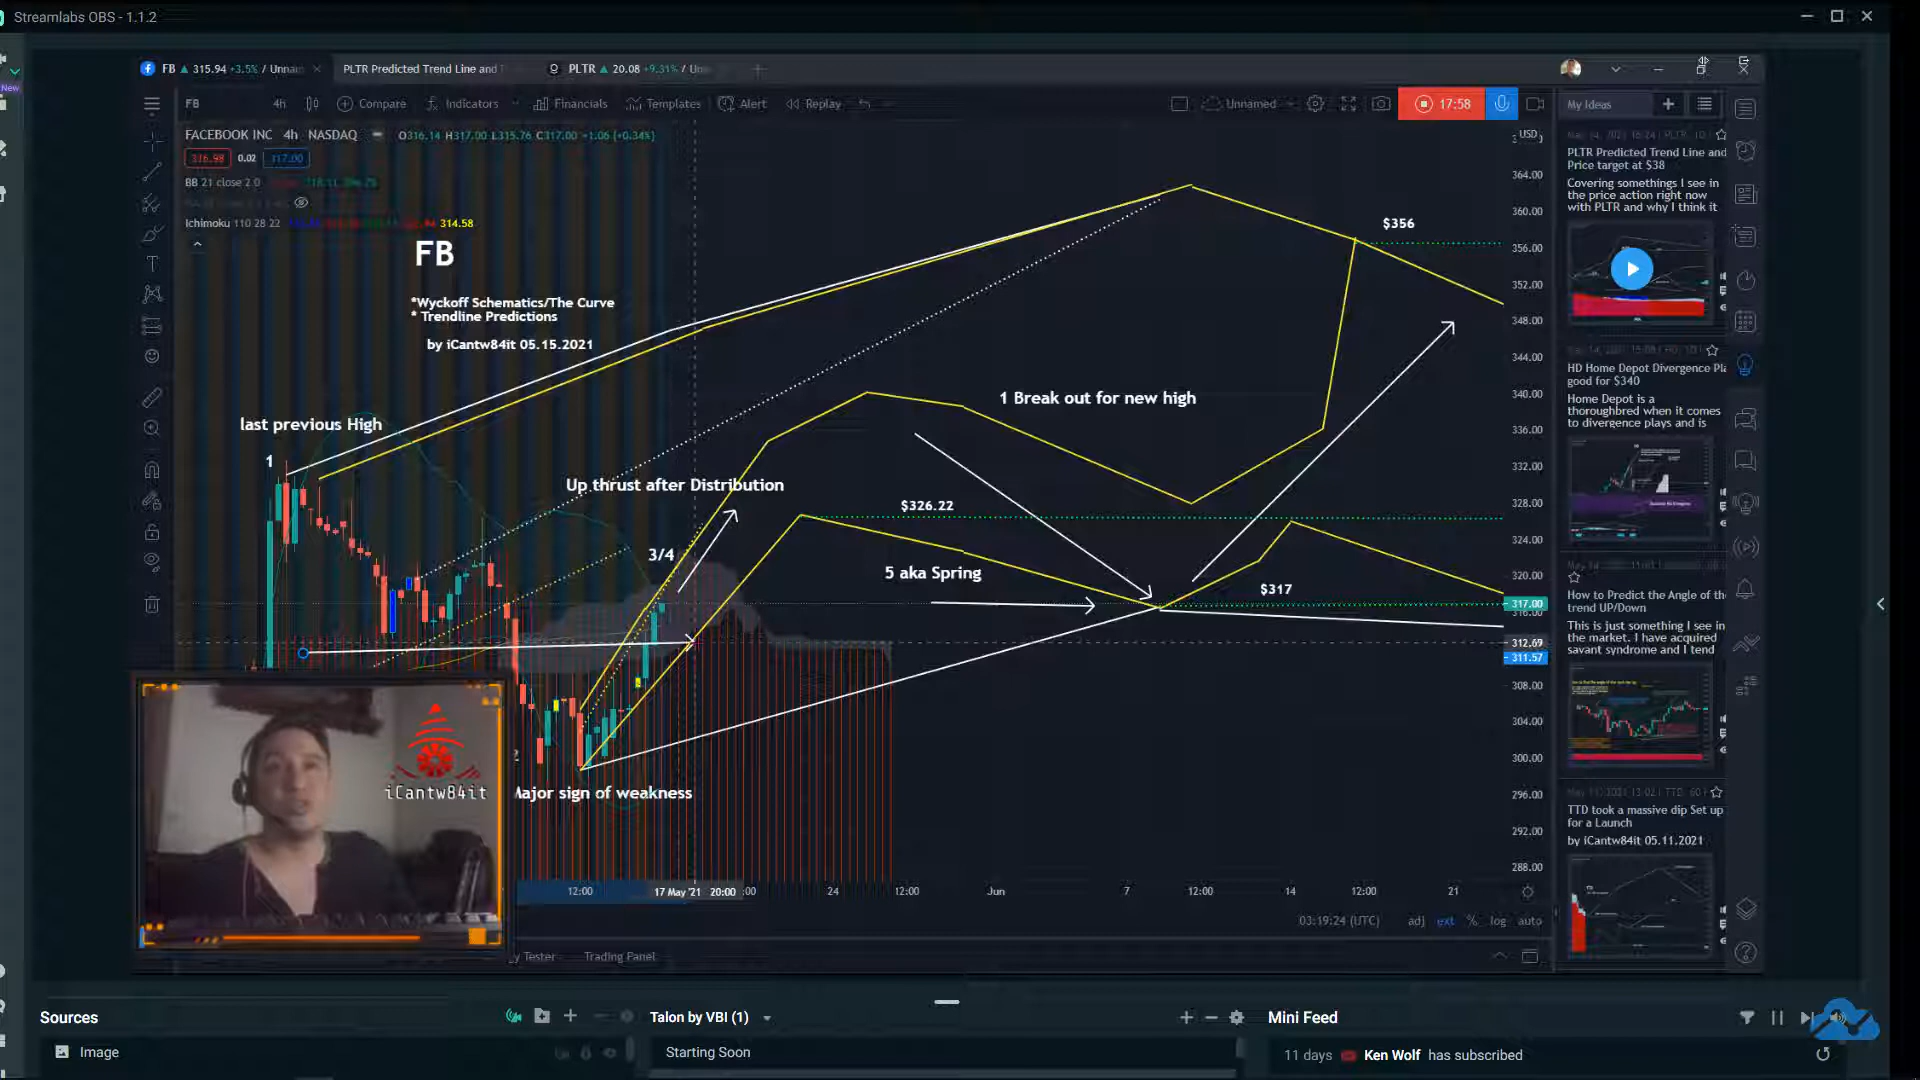 Streamlabs OBS - 1.1.2
New
FB 315.94 +3.5% / Unnam
PLTR Predicted Trend Line and
PLTR 20.08 +9.31% / Un
FB 4h Compare Indicators Financials Templates Alert Replay
Unnamed
17:58
My Ideas
FACEBOOK INC 4h NASDAQ O316.14 H317.00 L315.76 C317.00 +1.06 (+0.34%)
316.98 0.02 317.00
BB 21 close 2 0
Ichimoku 110 28 22 314.58
FB
*Wyckoff Schematics/The Curve
* Trendline Predictions
by iCantw84it 05.15.2021
last previous High
1
Up thrust after Distribution
3/4
1 Break out for new high
$356
$326.22
5 aka Spring
$317
Major sign of weakness
iCantw84it
USD
364.00
360.00
356.00
352.00
348.00
344.00
340.00
336.00
332.00
328.00
324.00
320.00
317.00
312.69
311.57
308.00
304.00
300.00
296.00
292.00
288.00
12:00 17 May '21 20:00 :00 24 12:00 Jun 7 12:00 14 12:00 21
03:19:24 (UTC) adj ext % log auto
y Tester Trading Panel
PLTR Predicted Trend Line and
Price target at $38
Covering somethings I see in
the price action right now
with PLTR and why I think it
HD Home Depot Divergence Pla
good for $340
Home Depot is a
thoroughbred when it comes
to divergence plays and is
How to Predict the Angle of the
trend UP/Down
This is just something I see in
the market. I have acquired
savant syndrome and I tend
TTD took a massive dip Set up
for a Launch
by iCantw84it 05.11.2021
Sources
Image
Talon by VBI (1)
Starting Soon
Mini Feed
11 days Ken Wolf has subscribed